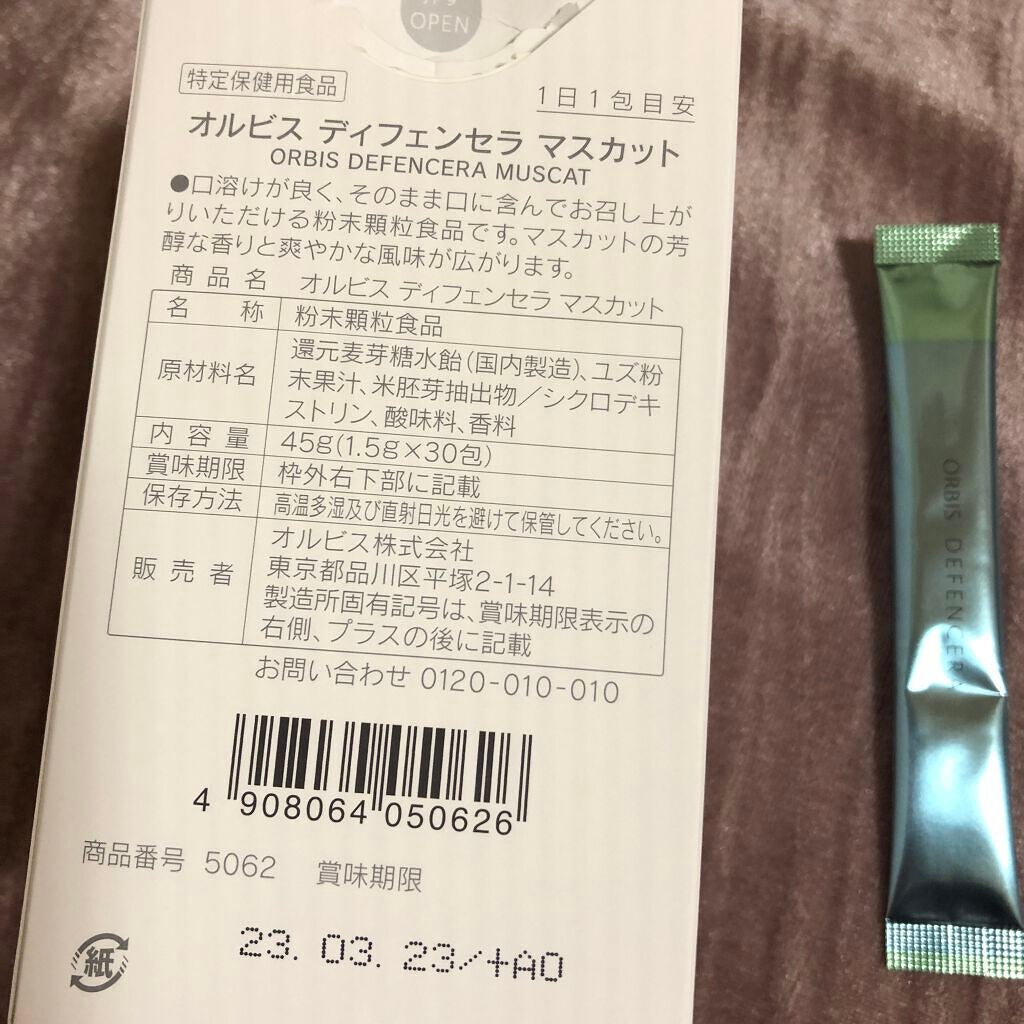 OPEN
特定保健用食品
1日1包目安
オルビス ディフェンセラ マスカット
ORBIS DEFENCERA MUSCAT
●口溶けが良く、そのまま口に含んでお召し上が
りいただける粉末顆粒食品です。マスカットの芳
醇な香りと爽やかな風味が広がります。
商品名 オルビス ディフェンセラ マスカット
名称 粉末顆粒食品
原材料名 還元麦芽糖水飴(国内製造)、ユズ粉
末果汁、米胚芽抽出物/シクロデキ
ストリン、酸味料、香料
内容量 45g(1.5g×30包)
賞味期限 枠外右下部に記載
保存方法 高温多湿及び直射日光を避けて保管してください。
販売者 オルビス株式会社
東京都品川区平塚2-1-14
製造所固有記号は、賞味期限表示の
右側、プラスの後に記載
お問い合わせ 0120-010-010
4 908064 050626
商品番号 5062 賞味期限
23. 03. 23/+A0
紙
ORBIS DEFENCERA